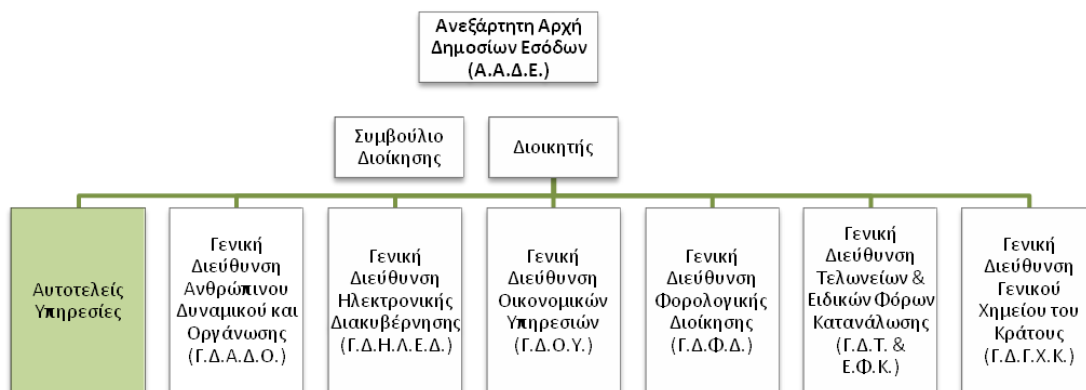 Ανεξάρτητη Αρχή
Δημοσίων Εσόδων
(Α.Α.Δ.Ε.)
Συμβούλιο
Διοίκησης
Διοικητής
Αυτοτελείς
Υπηρεσίες
Γενική
Διεύθυνση
Ανθρώπινου
Δυναμικού και
Οργάνωσης
(Γ.Δ.Α.Δ.Ο.)
Γενική
Διεύθυνση
Ηλεκτρονικής
Διακυβέρνησης
(Γ.Δ.Η.Λ.Ε.Δ.)
Γενική
Διεύθυνση
Οικονομικών
Υπηρεσιών
(Γ.Δ.Ο.Υ.)
Γενική
Διεύθυνση
Φορολογικής
Διοίκησης
(Γ.Δ.Φ.Δ.)
Γενική
Διεύθυνση
Τελωνείων &
Ειδικών Φόρων
Κατανάλωσης
(Γ.Δ.Τ. &
Ε.Φ.Κ.)
Γενική
Διεύθυνση
Γενικού
Χημείου του
Κράτους
(Γ.Δ.Γ.Χ.Κ.)